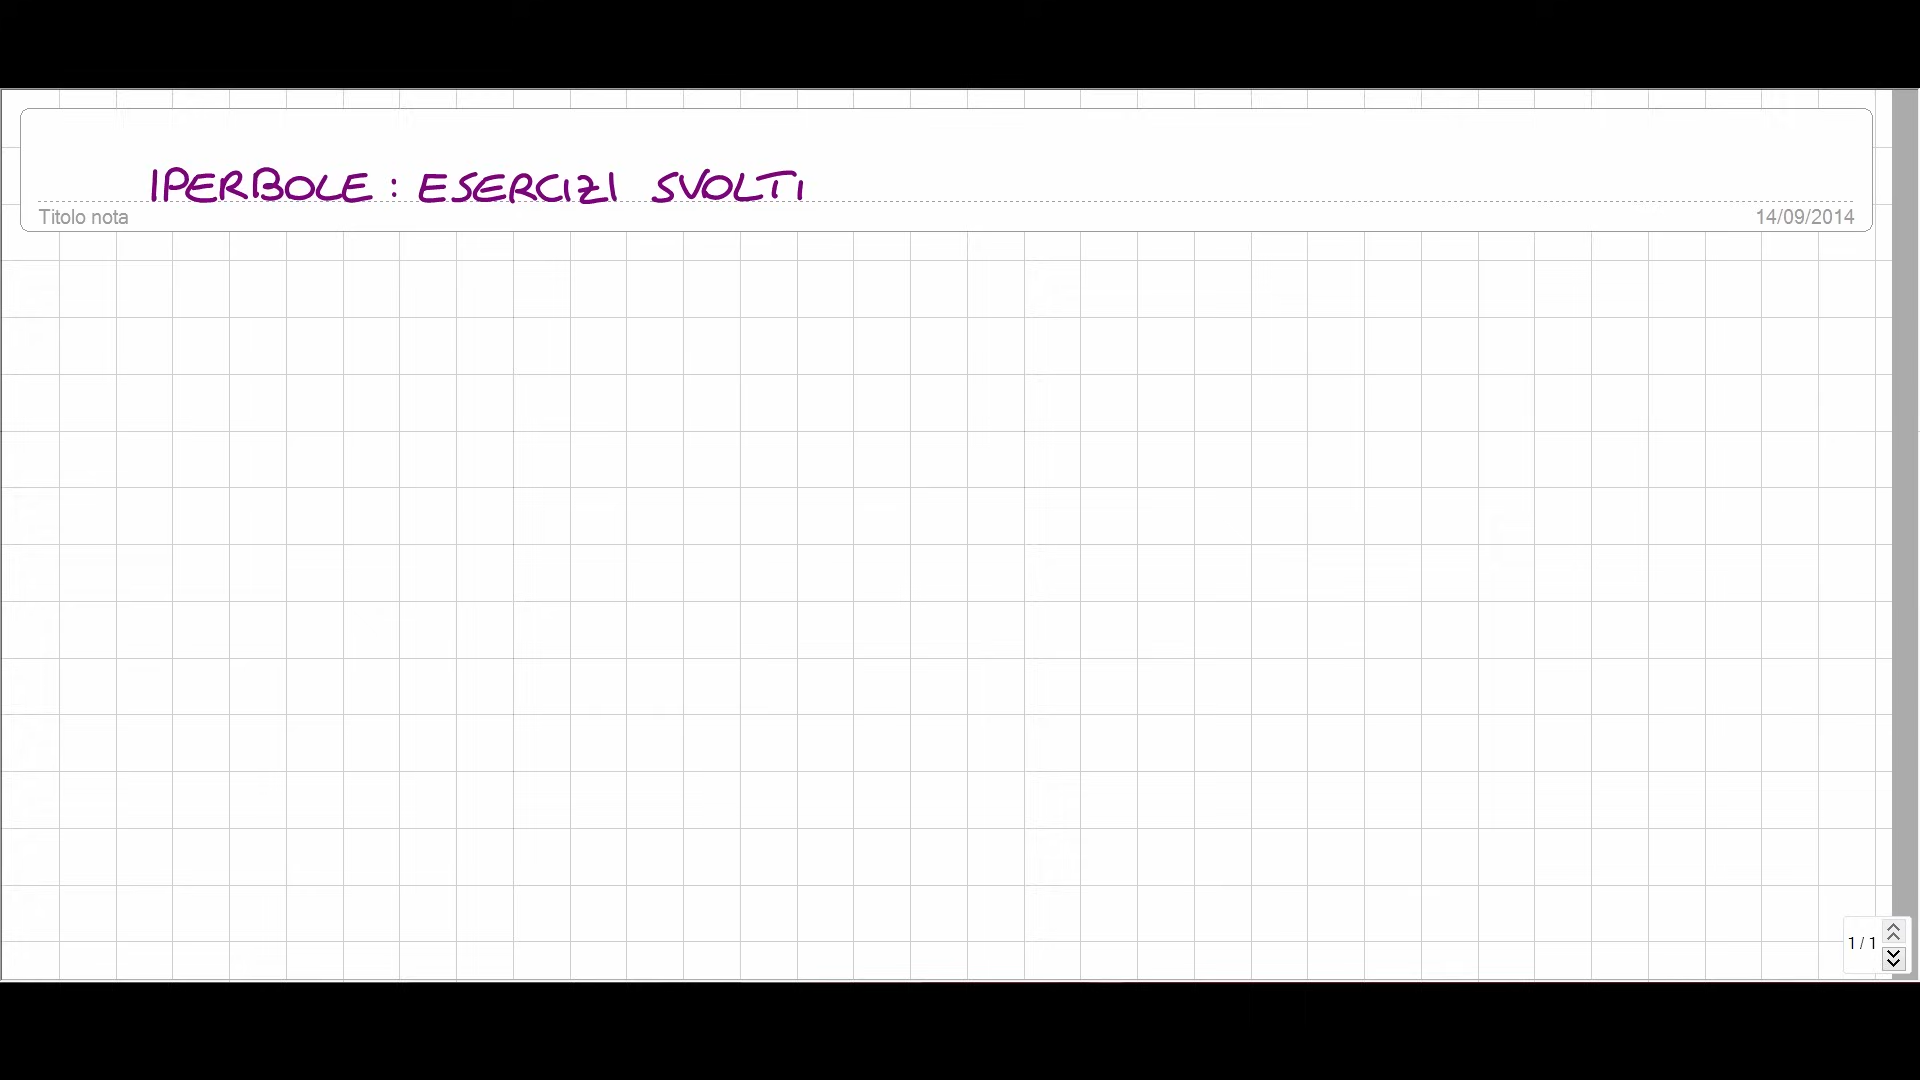 IPERBOLE : ESERCIZI SVOLTI
Titolo nota
14/09/2014
1 / 1